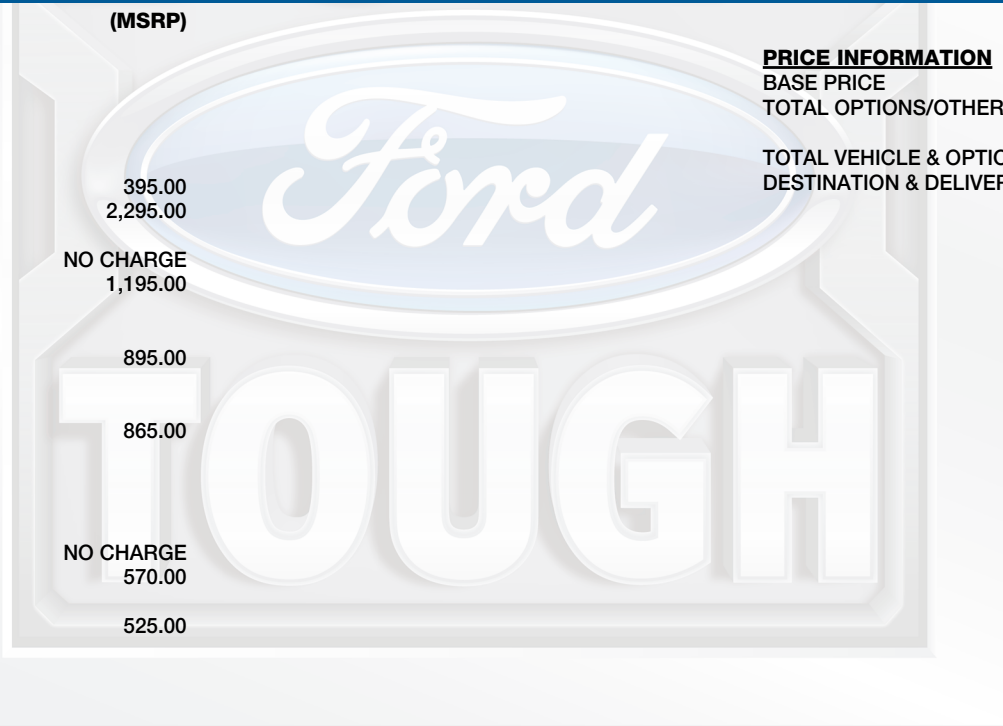 (MSRP)
395.00
2,295.00
NO CHARGE
1,195.00
895.00
865.00
NO CHARGE
570.00
525.00
PRICE INFORMATION
BASE PRICE
TOTAL OPTIONS/OTHER
TOTAL VEHICLE & OPTIO
DESTINATION & DELIVER
Ford
TOUGH